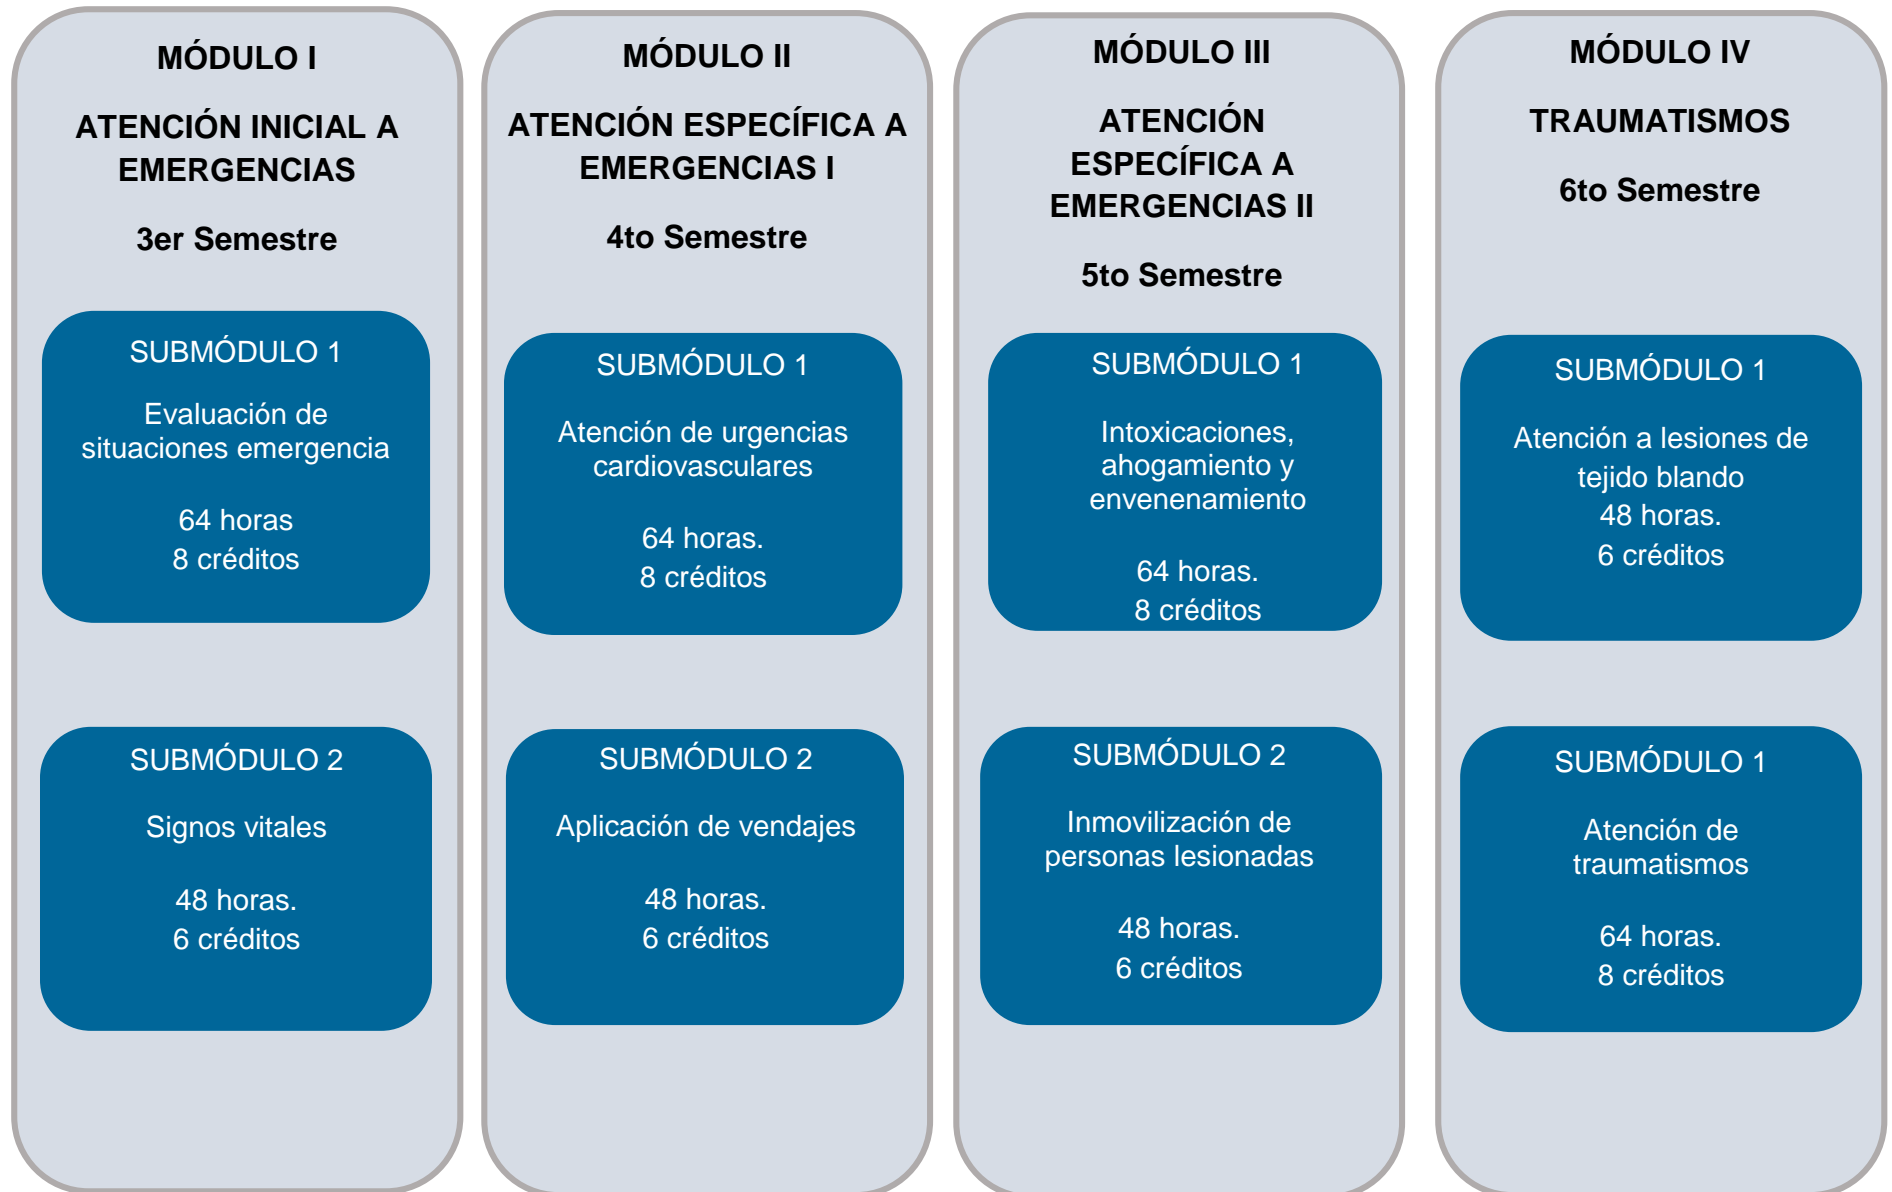 MÓDULO I
ATENCIÓN INICIAL A
EMERGENCIAS
3er Semestre
SUBMÓDULO 1
Evaluación de
situaciones emergencia
64 horas
8 créditos
SUBMÓDULO 2
Signos vitales
48 horas.
6 créditos
MÓDULO II
ATENCIÓN ESPECÍFICA A
EMERGENCIAS I
4to Semestre
SUBMÓDULO 1
Atención de urgencias
cardiovasculares
64 horas.
8 créditos
SUBMÓDULO 2
Aplicación de vendajes
48 horas.
6 créditos
MÓDULO III
ATENCIÓN
ESPECÍFICA A
EMERGENCIAS II
5to Semestre
SUBMÓDULO 1
Intoxicaciones,
ahogamiento y
envenenamiento
64 horas.
8 créditos
SUBMÓDULO 2
Inmovilización de
personas lesionadas
48 horas.
6 créditos
MÓDULO IV
TRAUMATISMOS
6to Semestre
SUBMÓDULO 1
Atención a lesiones de
tejido blando
48 horas.
6 créditos
SUBMÓDULO 1
Atención de
traumatismos
64 horas.
8 créditos